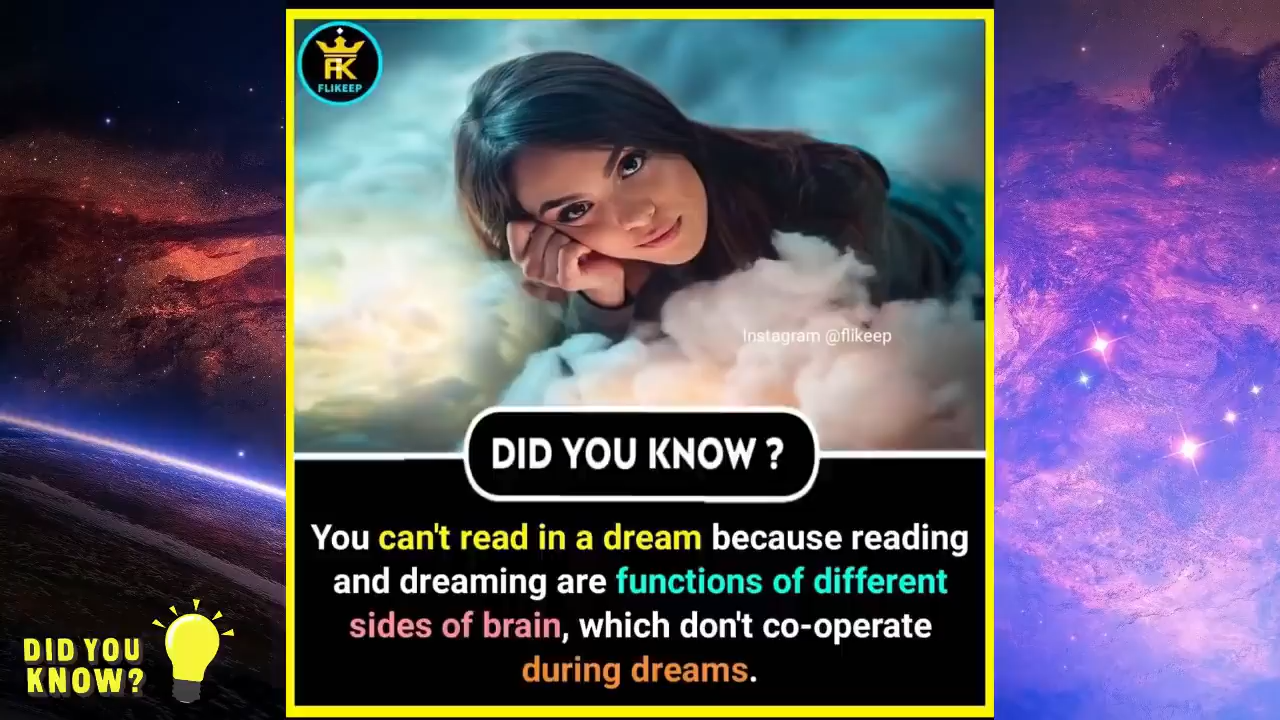 FK
FLIKEEP
Instagram @flikeep
DID YOU KNOW ?
You can't read in a dream because reading
and dreaming are functions of different
sides of brain, which don't co-operate
during dreams.
DID YOU
KNOW?